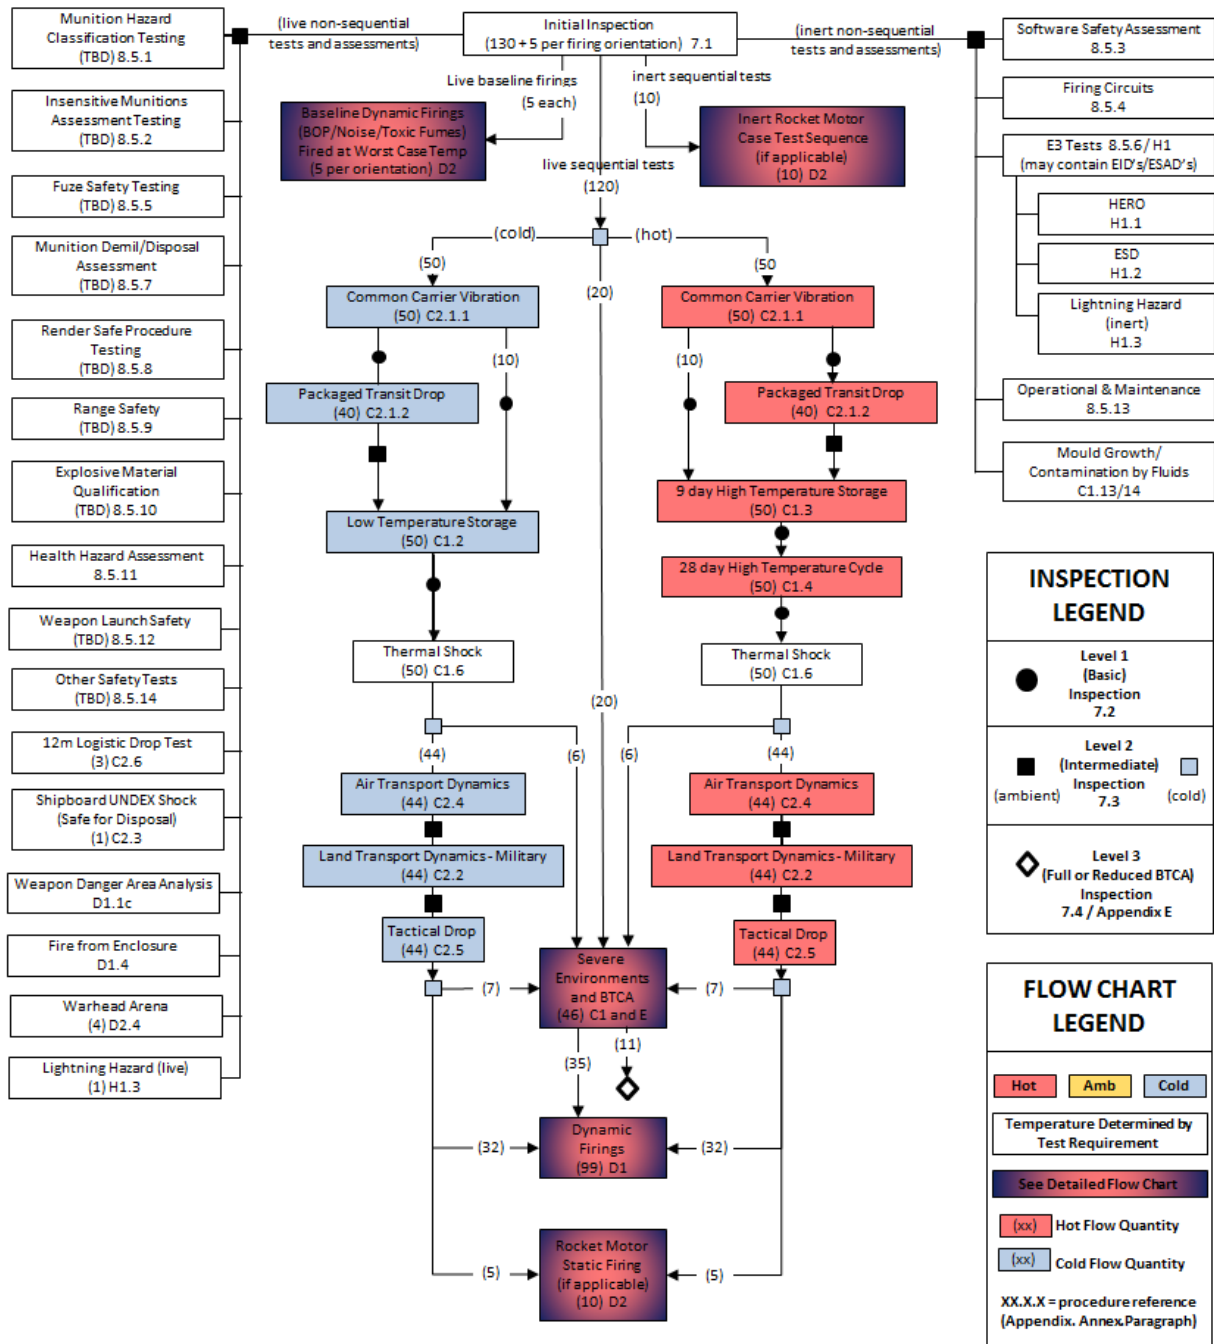 Munition Hazard
Classification Testing
(TBD) 8.5.1
Insensitive Munitions
Assessment Testing
(TBD) 8.5.2
Fuze Safety Testing
(TBD) 8.5.5
Munition Demil/Disposal
Assessment
(TBD) 8.5.7
Render Safe Procedure
Testing
(TBD) 8.5.8
Range Safety
(TBD) 8.5.9
Explosive Material
Qualification
(TBD) 8.5.10
Health Hazard Assessment
8.5.11
Weapon Launch Safety
(TBD) 8.5.12
Other Safety Tests
(TBD) 8.5.14
12m Logistic Drop Test
(3) C2.6
Shipboard UNDEX Shock
(Safe for Disposal)
(1) C2.3
Weapon Danger Area Analysis
D1.1c
Fire from Enclosure
D1.4
Warhead Arena
(4) D2.4
Lightning Hazard (live)
(1) H1.3
(live non-sequential
tests and assessments)
Initial Inspection
(130 + 5 per firing orientation) 7.1
(inert non-sequential
tests and assessments)
Live baseline firings
(5 each)
inert sequential tests
(10)
Baseline Dynamic Firings
(BOP/Noise/Toxic Fumes)
Fired at Worst Case Temp
(5 per orientation) D2
Inert Rocket Motor
Case Test Sequence
(if applicable)
(10) D2
live sequential tests
(120)
(cold)
(hot)
(50)
(20)
(50
Common Carrier Vibration
(50) C2.1.1
(10)
Packaged Transit Drop
(40) C2.1.2
Low Temperature Storage
(50) C1.2
Thermal Shock
(50) C1.6
(44)
(6)
Air Transport Dynamics
(44) C2.4
Land Transport Dynamics - Military
(44) C2.2
Tactical Drop
(44) C2.5
(7)
(32)
(5)
Common Carrier Vibration
(50) C2.1.1
(10)
Packaged Transit Drop
(40) C2.1.2
9 day High Temperature Storage
(50) C1.3
28 day High Temperature Cycle
(50) C1.4
Thermal Shock
(50) C1.6
(20)
(6)
(44)
Air Transport Dynamics
(44) C2.4
Land Transport Dynamics - Military
(44) C2.2
Tactical Drop
(44) C2.5
(7)
(32)
(5)
Severe
Environments
and BTCA
(46) C1 and E
(35)
(11)
Dynamic
Firings
(99) D1
Rocket Motor
Static Firing
(if applicable)
(10) D2
Software Safety Assessment
8.5.3
Firing Circuits
8.5.4
E3 Tests 8.5.6 / H1
(may contain EID's/ESAD's)
HERO
H1.1
ESD
H1.2
Lightning Hazard
(inert)
H1.3
Operational & Maintenance
8.5.13
Mould Growth/
Contamination by Fluids
C1.13/14
INSPECTION
LEGEND
Level 1
(Basic)
Inspection
7.2
Level 2
(Intermediate)
Inspection
7.3
(ambient)
(cold)
Level 3
(Full or Reduced BTCA)
Inspection
7.4 / Appendix E
FLOW CHART
LEGEND
Hot Amb Cold
Temperature Determined by
Test Requirement
See Detailed Flow Chart
(xx) Hot Flow Quantity
(xx) Cold Flow Quantity
XX.X.X = procedure reference
(Appendix. Annex.Paragraph)